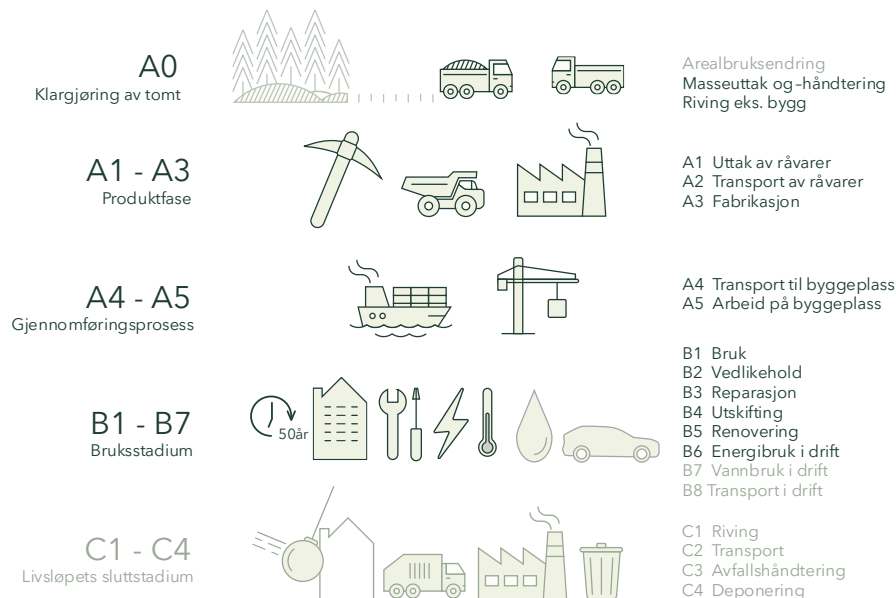 A0
Klargjøring av tomt
Arealbruksendring
Masseuttak og -håndtering
Riving eks. bygg
A1 - A3
Produktfase
A1 Uttak av råvarer
A2 Transport av råvarer
A3 Fabrikasjon
A4 - A5
Gjennomføringsprosess
A4 Transport til byggeplass
A5 Arbeid på byggeplass
B1 - B7
Bruksstadium
50år
B1 Bruk
B2 Vedlikehold
B3 Reparasjon
B4 Utskifting
B5 Renovering
B6 Energibruk i drift
B7 Vannbruk i drift
B8 Transport i drift
C1 - C4
Livsløpets sluttstadium
C1 Riving
C2 Transport
C3 Avfallshåndtering
C4 Deponering